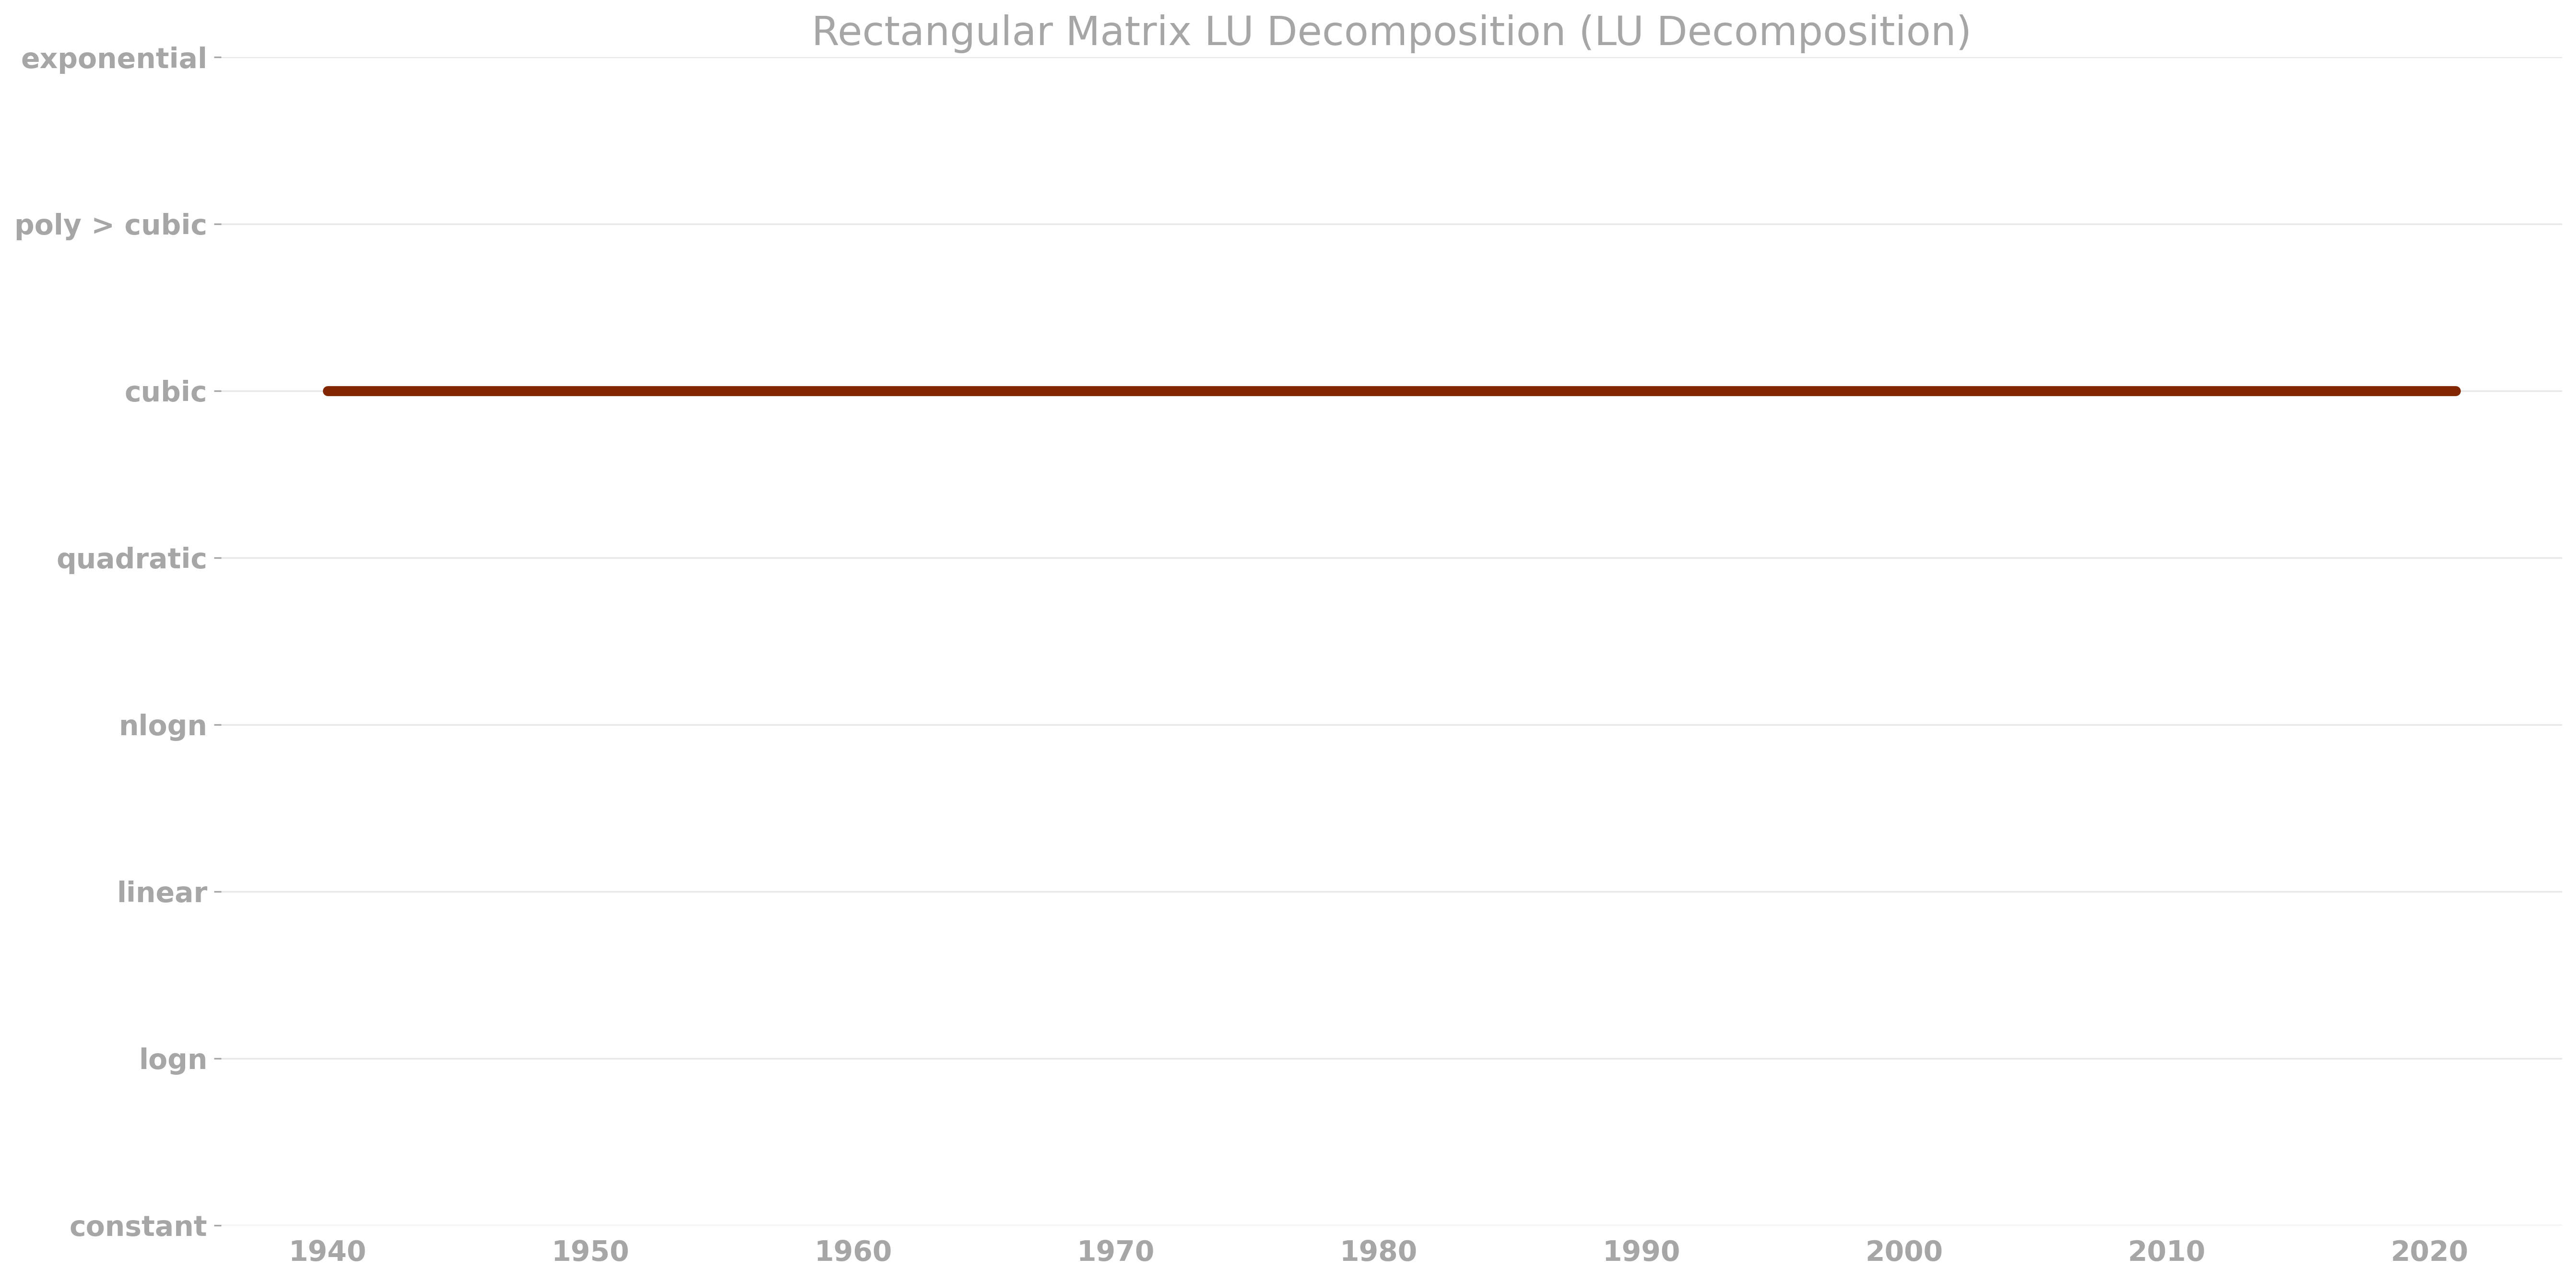 Rectangular Matrix LU Decomposition (LU Decomposition)
exponential
poly > cubic
cubic
quadratic
nlogn
linear
logn
constant
1940 1950 1960 1970 1980 1990 2000 2010 2020